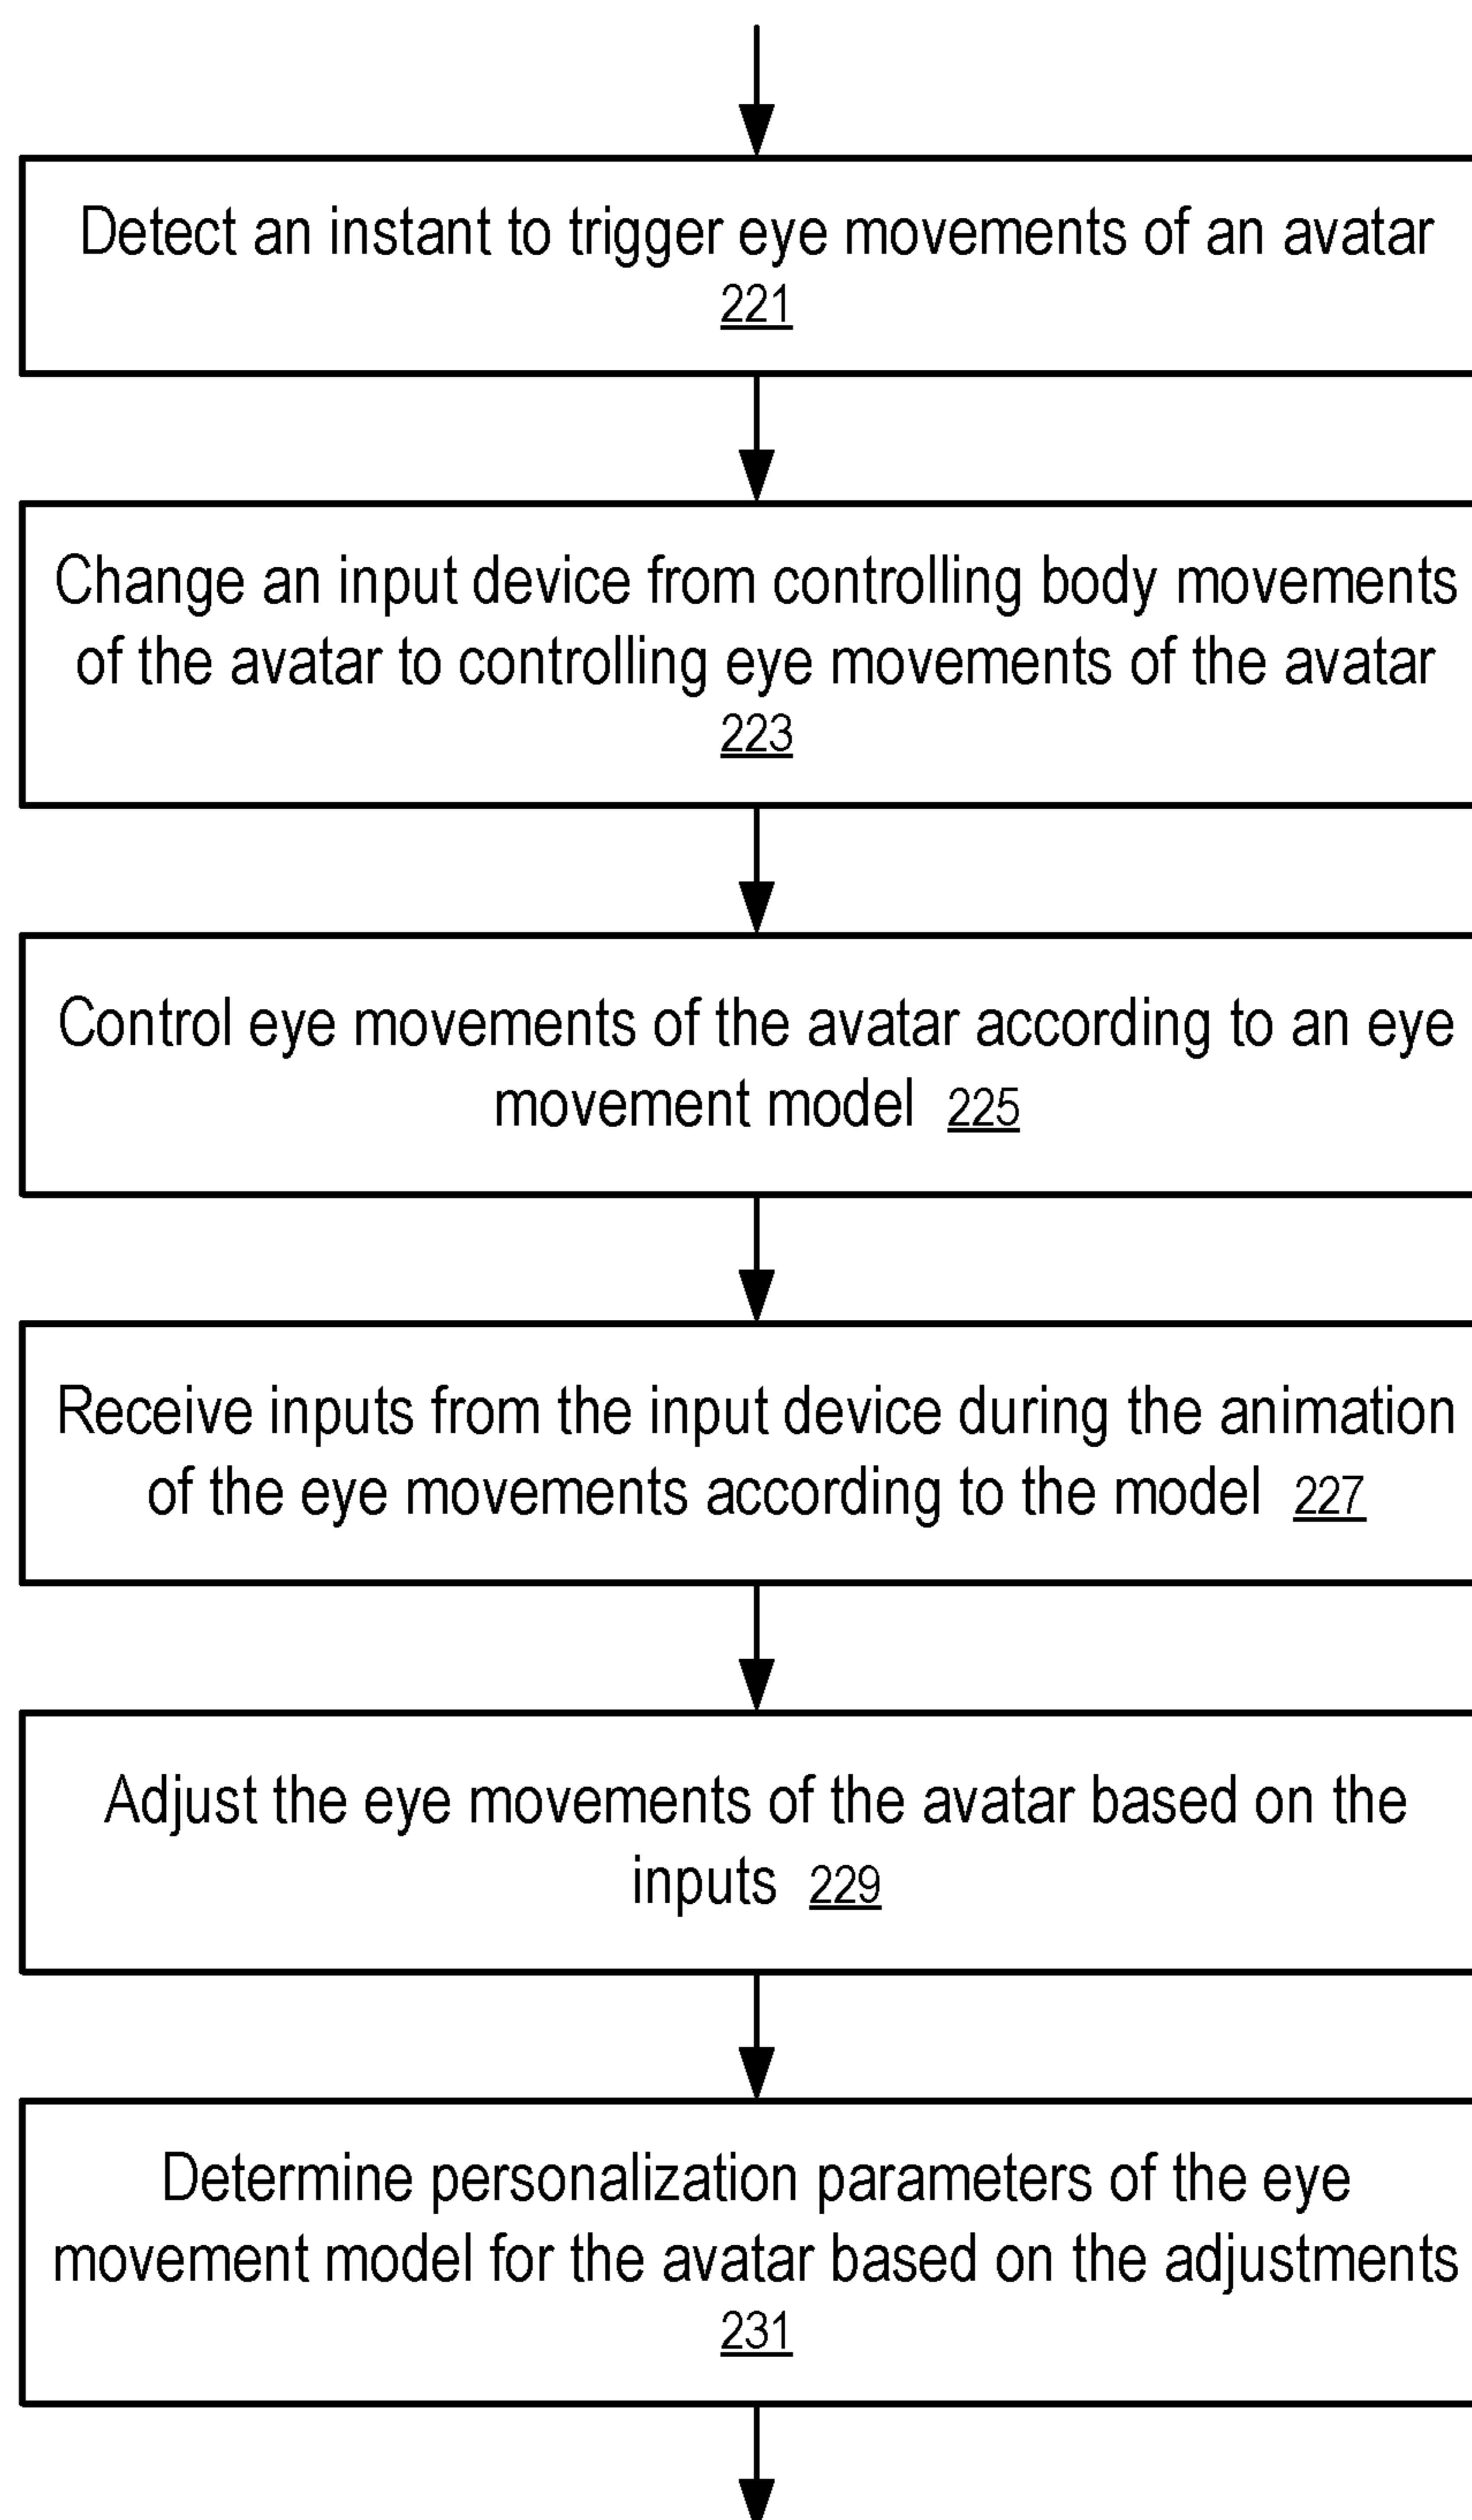 Detect an instant to trigger eye movements of an avatar
221
Change an input device from controlling body movements
of the avatar to controlling eye movements of the avatar
223
Control eye movements of the avatar according to an eye
movement model 225
Receive inputs from the input device during the animation
of the eye movements according to the model 227
Adjust the eye movements of the avatar based on the
inputs 229
Determine personalization parameters of the eye
movement model for the avatar based on the adjustments
231